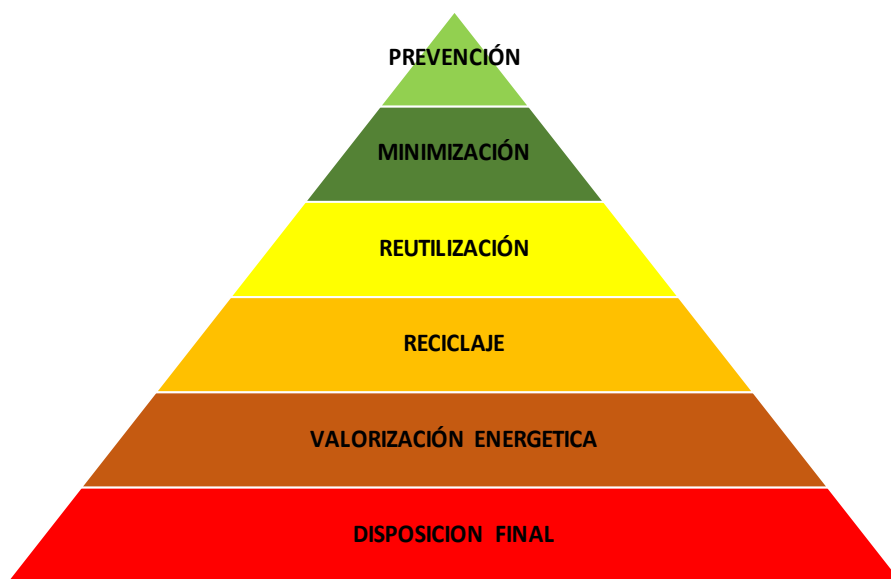 PREVENCIÓN
MINIMIZACIÓN
REUTILIZACIÓN
RECICLAJE
VALORIZACIÓN ENERGETICA
DISPOSICION FINAL